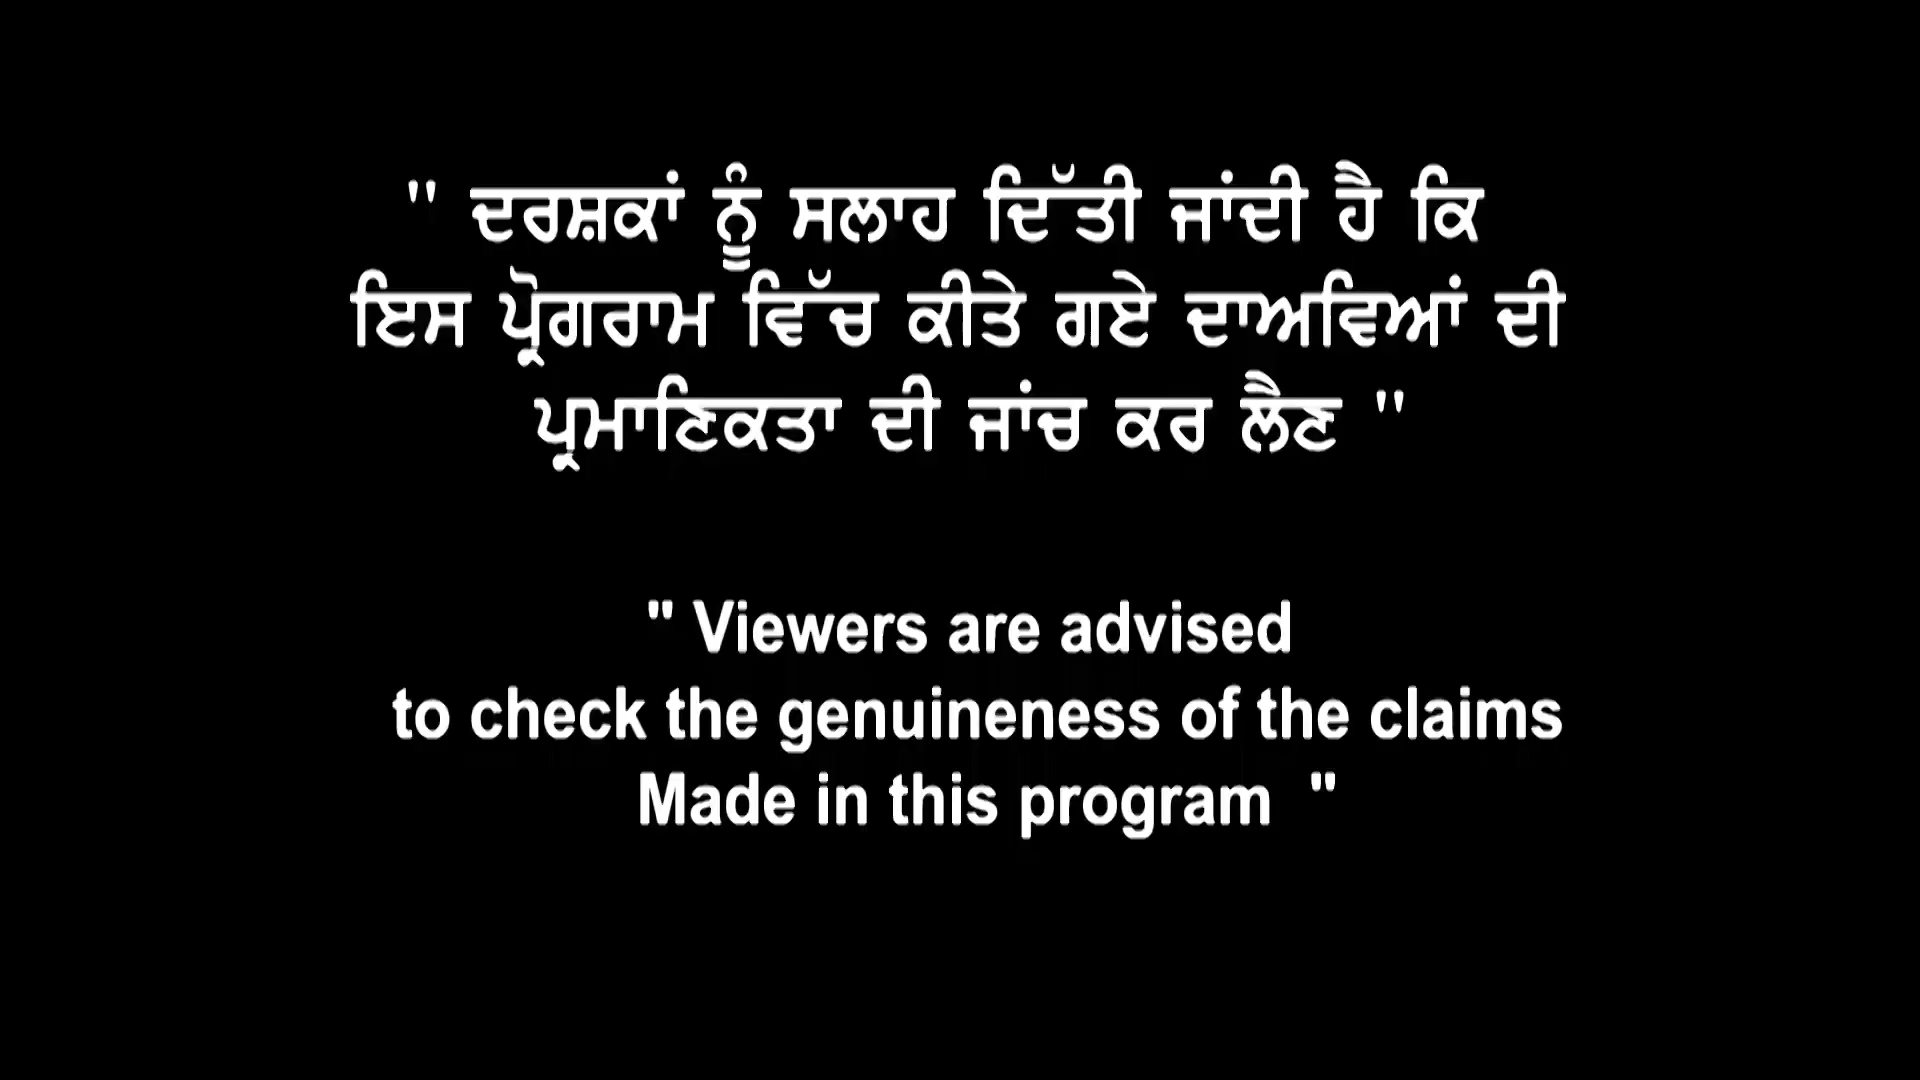 " ਦਰਸ਼ਕਾਂ ਨੂੰ ਸਲਾਹ ਦਿੱਤੀ ਜਾਂਦੀ ਹੈ ਕਿ
ਇਸ ਪ੍ਰੋਗਰਾਮ ਵਿੱਚ ਕੀਤੇ ਗਏ ਦਾਅਵਿਆਂ ਦੀ
ਪ੍ਰਮਾਣਿਕਤਾ ਦੀ ਜਾਂਚ ਕਰ ਲੈਣ "
" Viewers are advised
to check the genuineness of the claims
Made in this program "